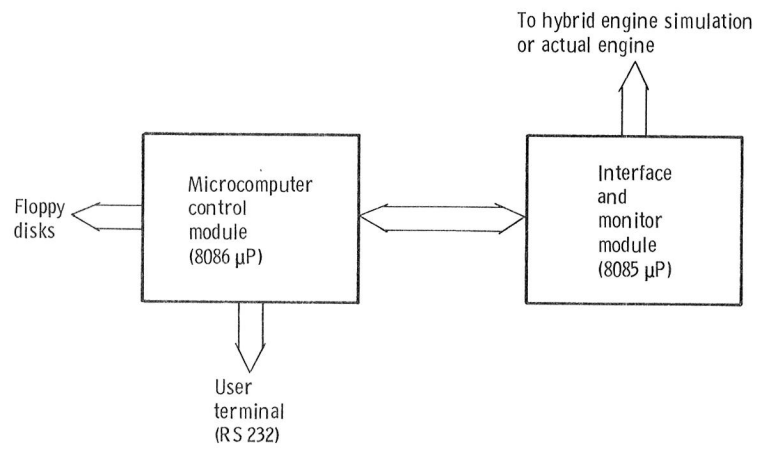 To hybrid engine simulation
or actual engine
Microcomputer
control
module
(8086 µP)
Interface
and
monitor
module
(8085 µP)
Floppy
disks
User
terminal
(RS 232)